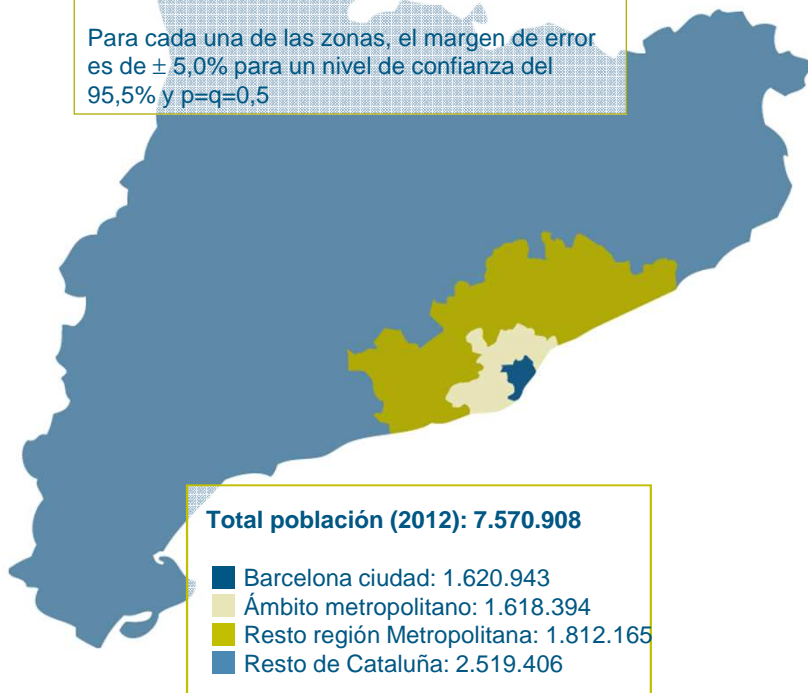 Para cada una de las zonas, el margen de error
es de ± 5,0% para un nivel de confianza del
95,5% y p=q=0,5
Total población (2012): 7.570.908
Barcelona ciudad: 1.620.943
Ámbito metropolitano: 1.618.394
Resto región Metropolitana: 1.812.165
Resto de Cataluña: 2.519.406